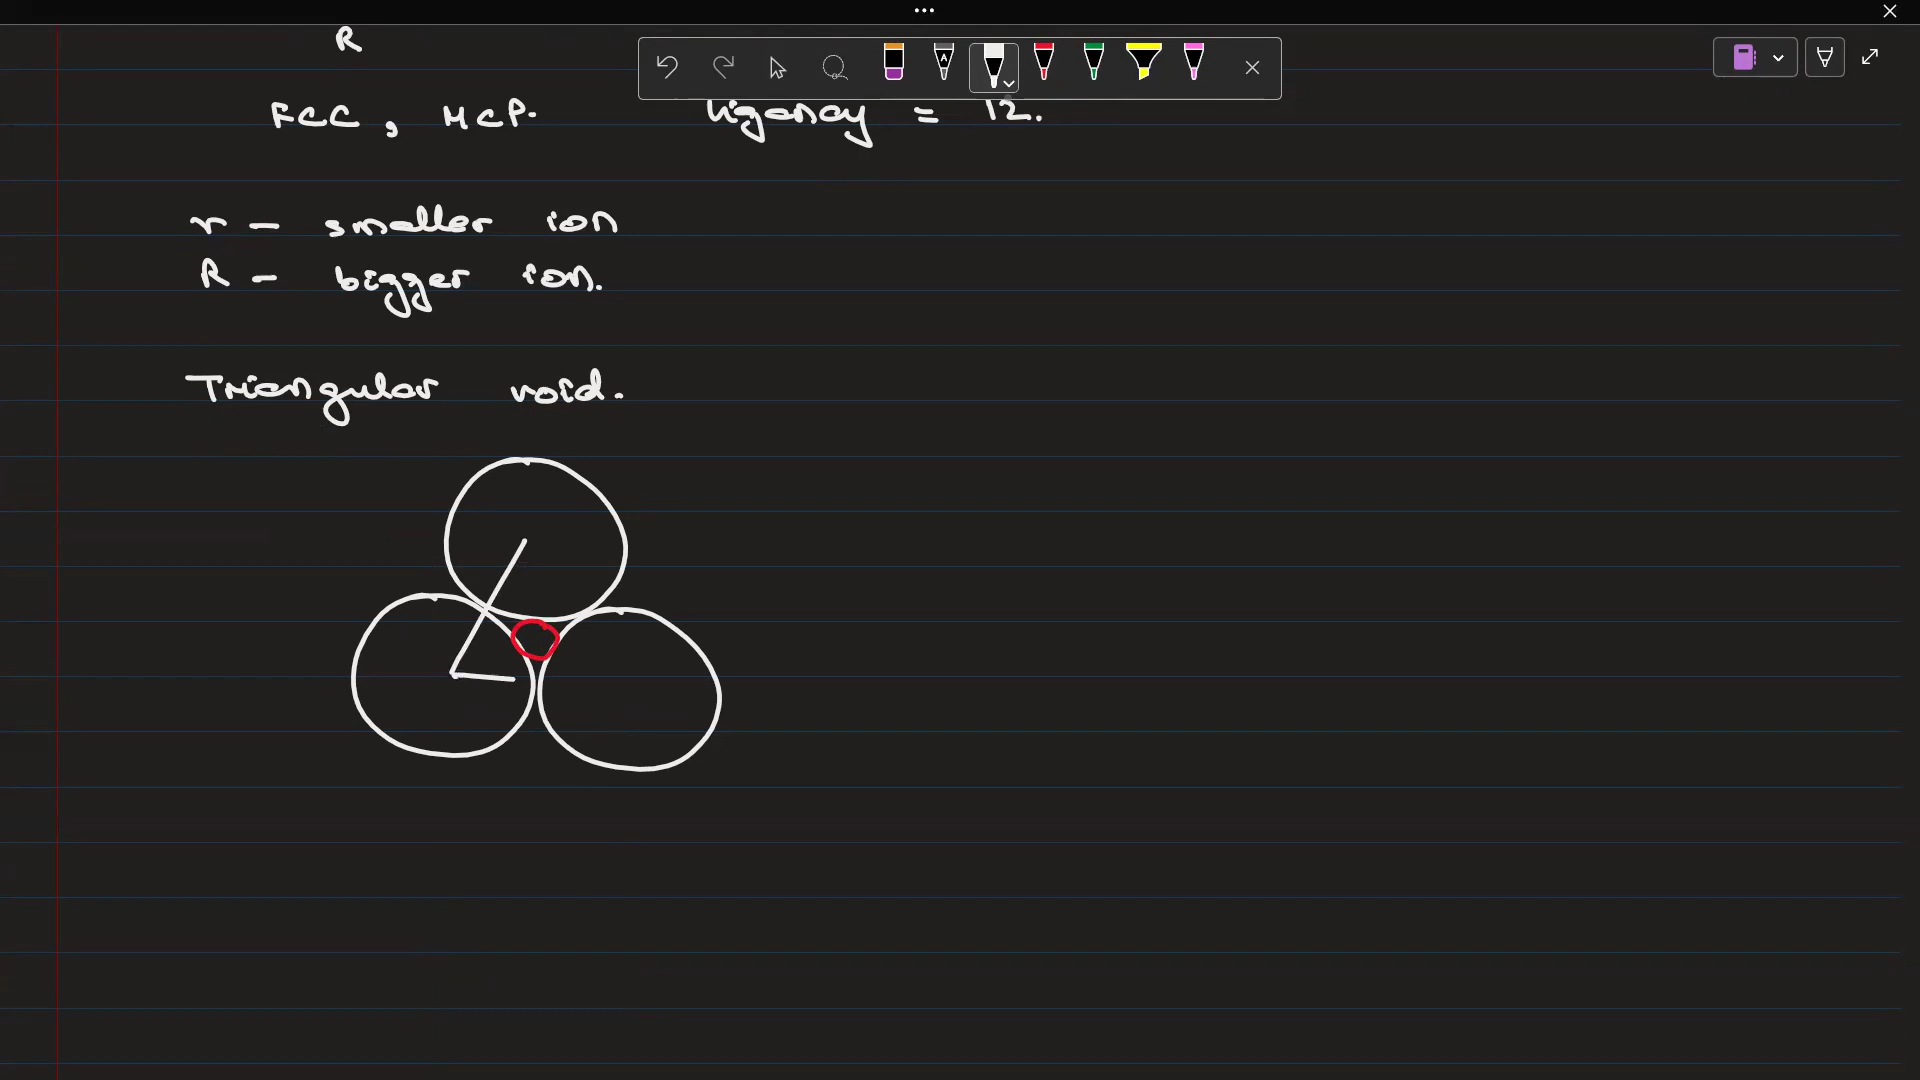 R
FCC, HCP. ligancy = 12.
r - smaller ion
R - bigger ion.
Triangular void.